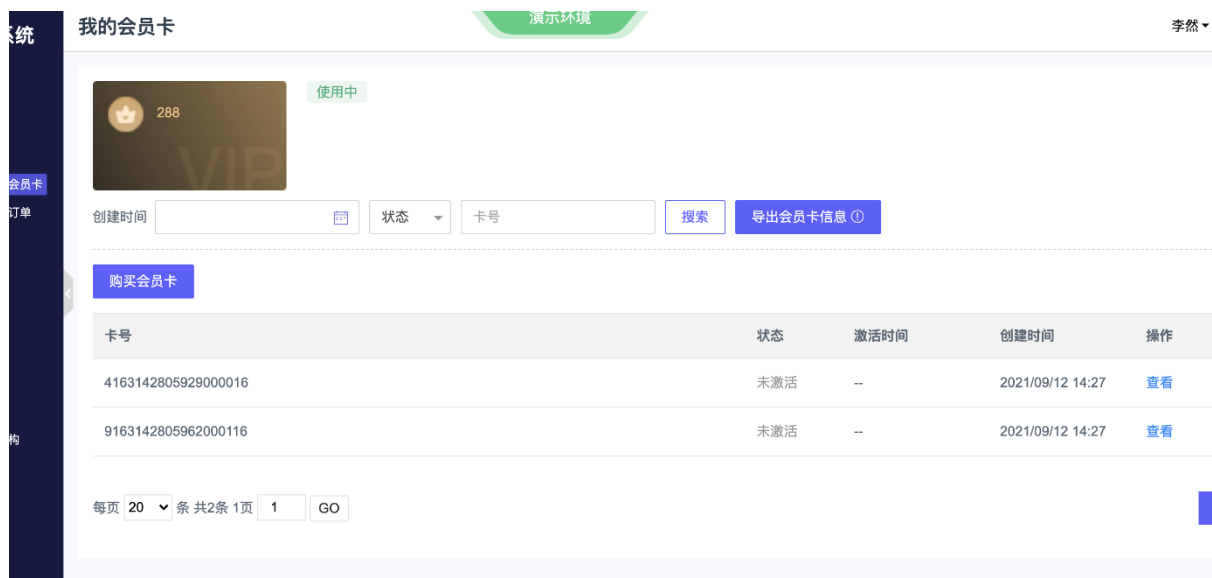 系统
我的会员卡
演示环境
李然
288
VIP
使用中
会员卡
订单
创建时间
状态
卡号
搜索
导出会员卡信息
购买会员卡
卡号 状态 激活时间 创建时间 操作
4163142805929000016 未激活 -- 2021/09/12 14:27 查看
9163142805962000116 未激活 -- 2021/09/12 14:27 查看
构
每页 20 条 共2条 1页 1 GO